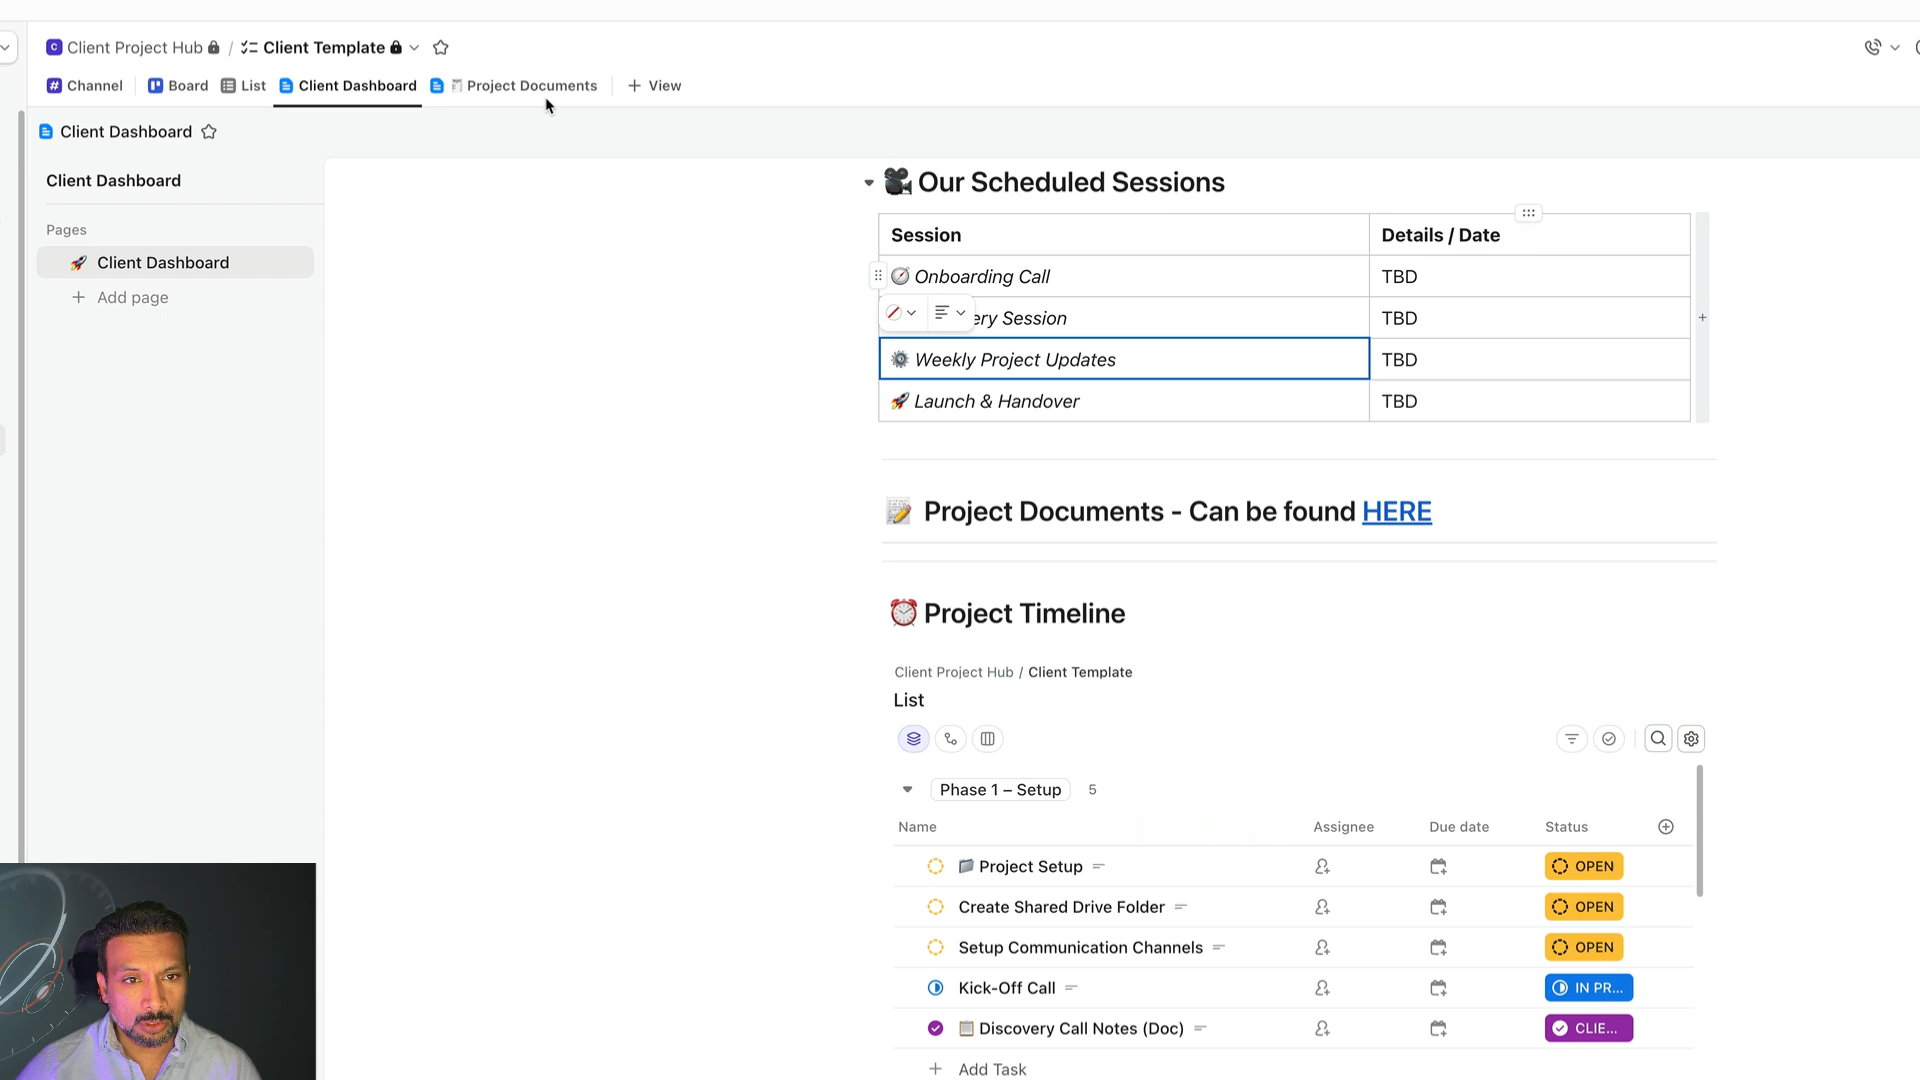 C Client Project Hub / Client Template
# Channel Board List Client Dashboard Project Documents + View
Client Dashboard
Client Dashboard
Pages
Client Dashboard
+ Add page
Our Scheduled Sessions
Session Details / Date
Onboarding Call TBD
ery Session TBD
Weekly Project Updates TBD
Launch & Handover TBD
Project Documents - Can be found HERE
Project Timeline
Client Project Hub / Client Template
List
Phase 1 – Setup 5
Name Assignee Due date Status
Project Setup OPEN
Create Shared Drive Folder OPEN
Setup Communication Channels OPEN
Kick-Off Call IN PR...
Discovery Call Notes (Doc) CLIE...
+ Add Task